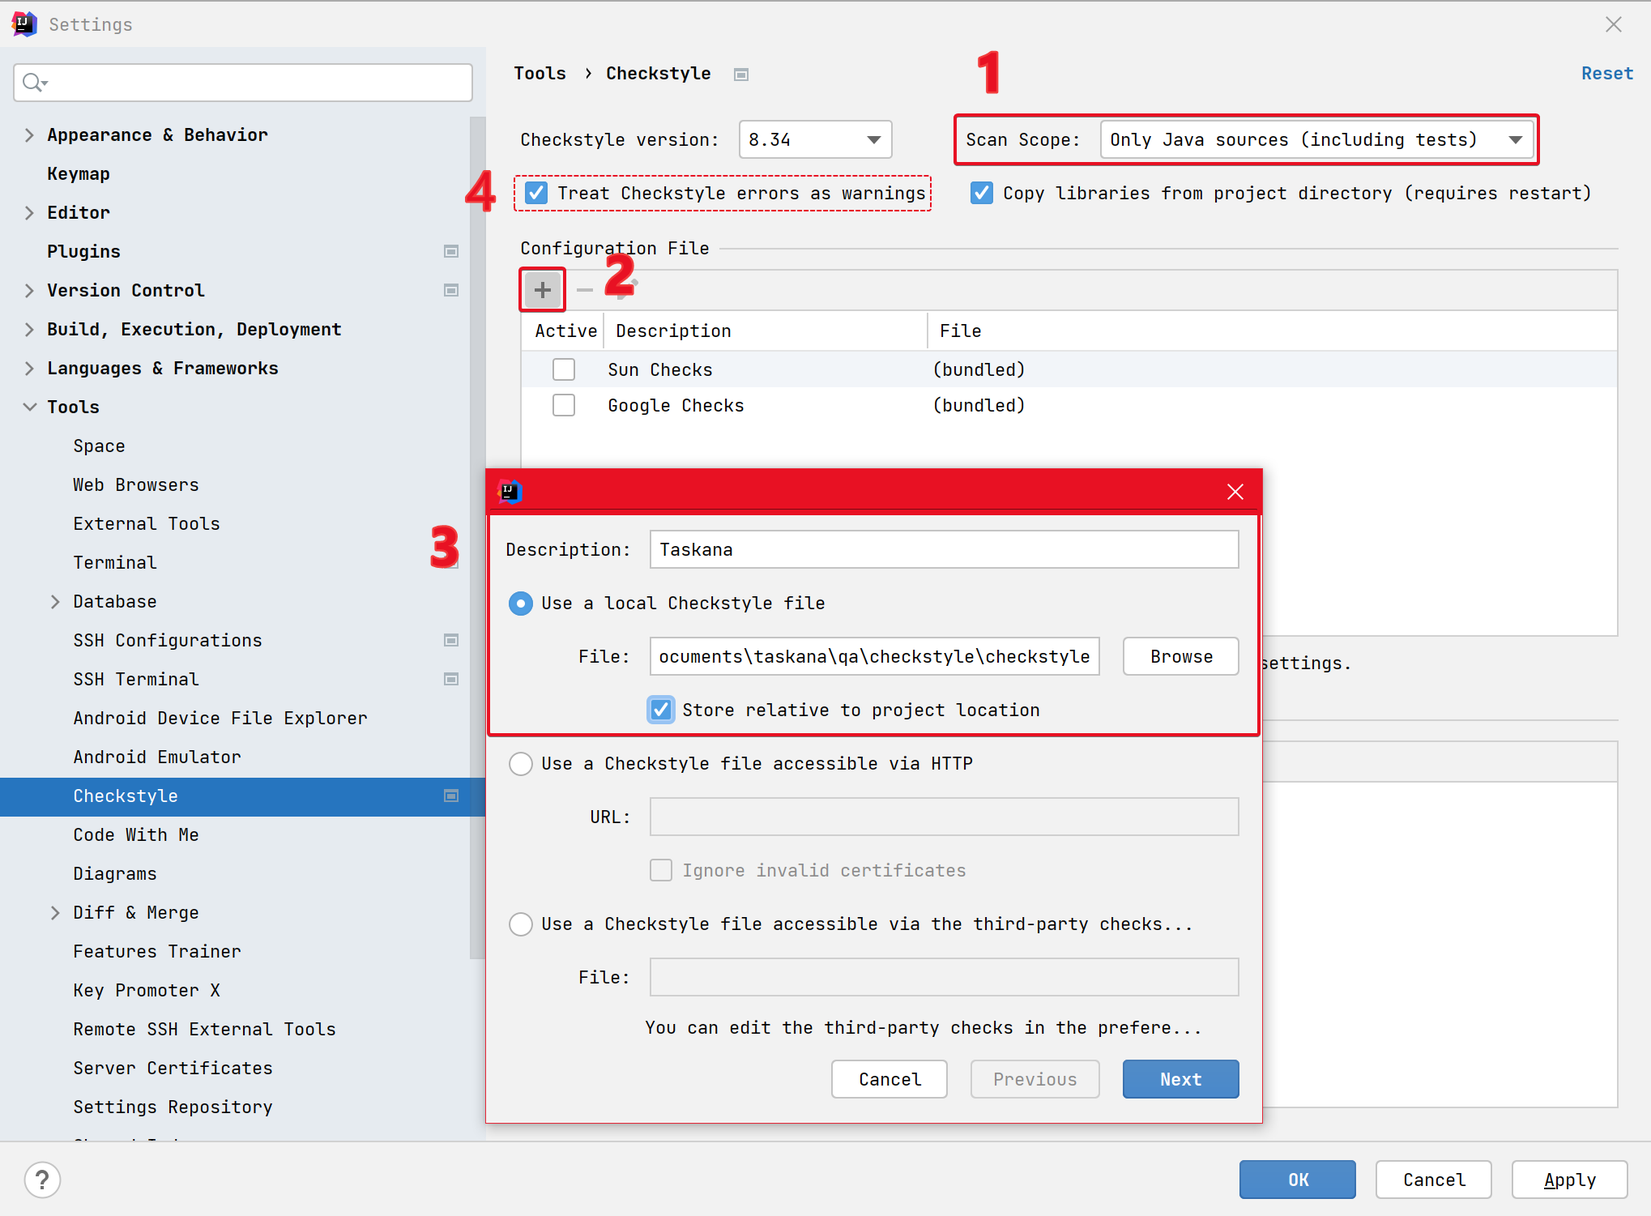 Settings
Tools › Checkstyle
1
Reset
Checkstyle version: 8.34
Scan Scope: Only Java sources (including tests)
4
Treat Checkstyle errors as warnings
Copy libraries from project directory (requires restart)
Configuration File
2
Active Description File
Sun Checks (bundled)
Google Checks (bundled)
Appearance & Behavior
Keymap
Editor
Plugins
Version Control
Build, Execution, Deployment
Languages & Frameworks
Tools
Space
Web Browsers
External Tools
Terminal
Database
SSH Configurations
SSH Terminal
Android Device File Explorer
Android Emulator
Checkstyle
Code With Me
Diagrams
Diff & Merge
Features Trainer
Key Promoter X
Remote SSH External Tools
Server Certificates
Settings Repository
3
Description: Taskana
Use a local Checkstyle file
File: ocuments\taskana\qa\checkstyle\checkstyle
Browse
Store relative to project location
Use a Checkstyle file accessible via HTTP
URL:
Ignore invalid certificates
Use a Checkstyle file accessible via the third-party checks...
File:
You can edit the third-party checks in the prefere...
Cancel
Previous
Next
settings.
?
OK
Cancel
Apply